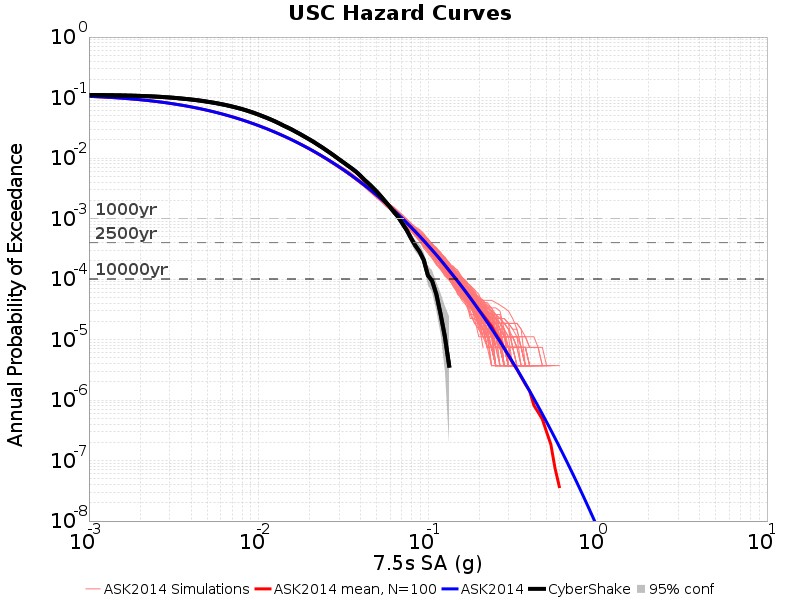 USC Hazard Curves
Annual Probability of Exceedance
10^0
10^-1
10^-2
10^-3
10^-4
10^-5
10^-6
10^-7
10^-8
1000yr
2500yr
10000yr
10^-3 10^-2 10^-1 10^0 10^1
7.5s SA (g)
ASK2014 Simulations ASK2014 mean, N=100 ASK2014 CyberShake 95% conf